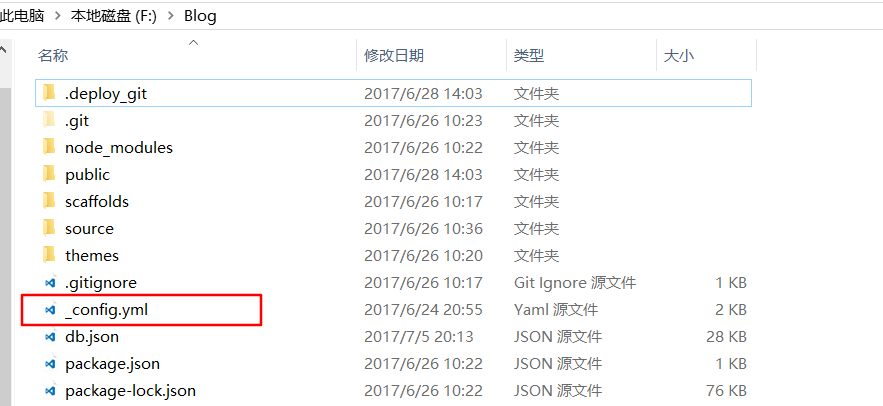 此电脑 > 本地磁盘 (F:) > Blog
名称 修改日期 类型 大小
.deploy_git 2017/6/28 14:03 文件夹
.git 2017/6/26 10:23 文件夹
node_modules 2017/6/26 10:22 文件夹
public 2017/6/28 14:03 文件夹
scaffolds 2017/6/26 10:17 文件夹
source 2017/6/26 10:36 文件夹
themes 2017/6/26 10:20 文件夹
.gitignore 2017/6/26 10:17 Git Ignore 源文件 1 KB
_config.yml 2017/6/24 20:55 Yaml 源文件 2 KB
db.json 2017/7/5 20:13 JSON 源文件 28 KB
package.json 2017/6/26 10:22 JSON 源文件 1 KB
package-lock.json 2017/6/26 10:22 JSON 源文件 76 KB